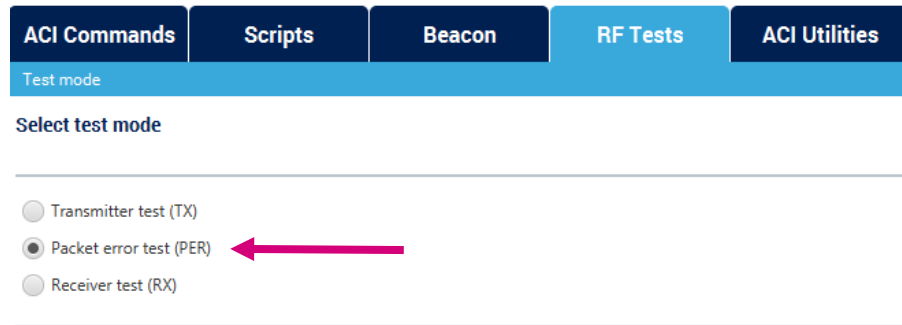 ACI Commands Scripts Beacon RF Tests ACI Utilities
Test mode
Select test mode
Transmitter test (TX)
Packet error test (PER)
Receiver test (RX)